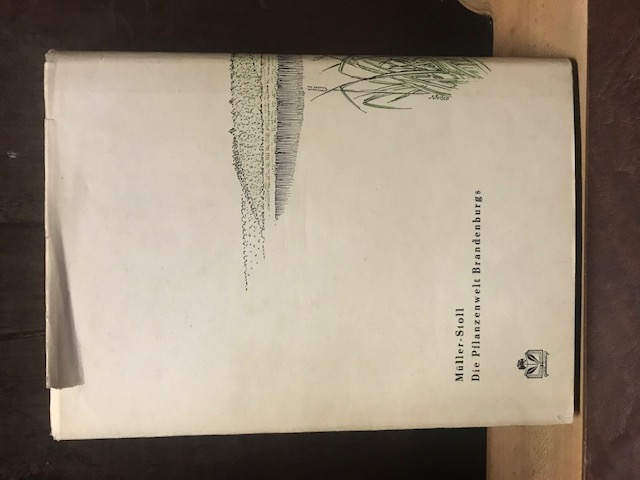 Müller-Stoll
Die Pflanzenwelt Brandenburgs